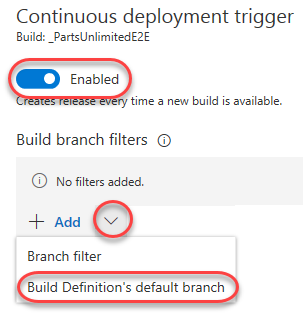 Continuous deployment trigger
Build: _PartsUnlimitedE2E
Enabled
Creates release every time a new build is available.
Build branch filters
No filters added.
Add
Branch filter
Build Definition's default branch